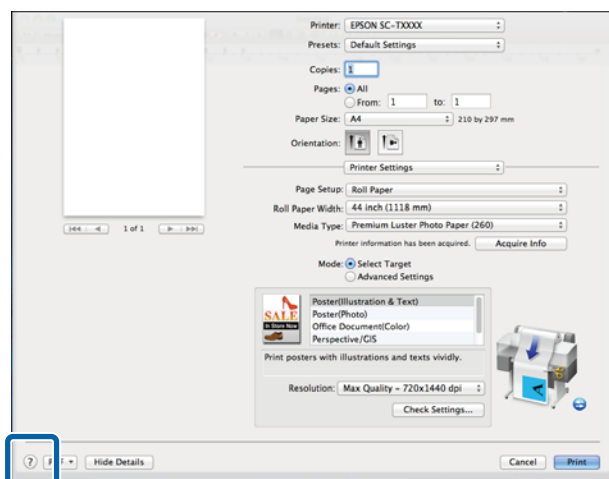 Printer: EPSON SC-TXXXX
Presets: Default Settings
Copies: 1
Pages: All
From: 1 to: 1
Paper Size: A4 210 by 297 mm
Orientation:
Printer Settings
Page Setup: Roll Paper
Roll Paper Width: 44 inch (1118 mm)
Media Type: Premium Luster Photo Paper (260)
1 of 1
Printer information has been acquired. Acquire Info
Mode: Select Target
Advanced Settings
SALE
In Store Now
Poster(Illustration & Text)
Poster(Photo)
Office Document(Color)
Perspective/GIS
Print posters with illustrations and texts vividly.
Resolution: Max Quality – 720x1440 dpi
Check Settings...
? Hide Details Cancel Print